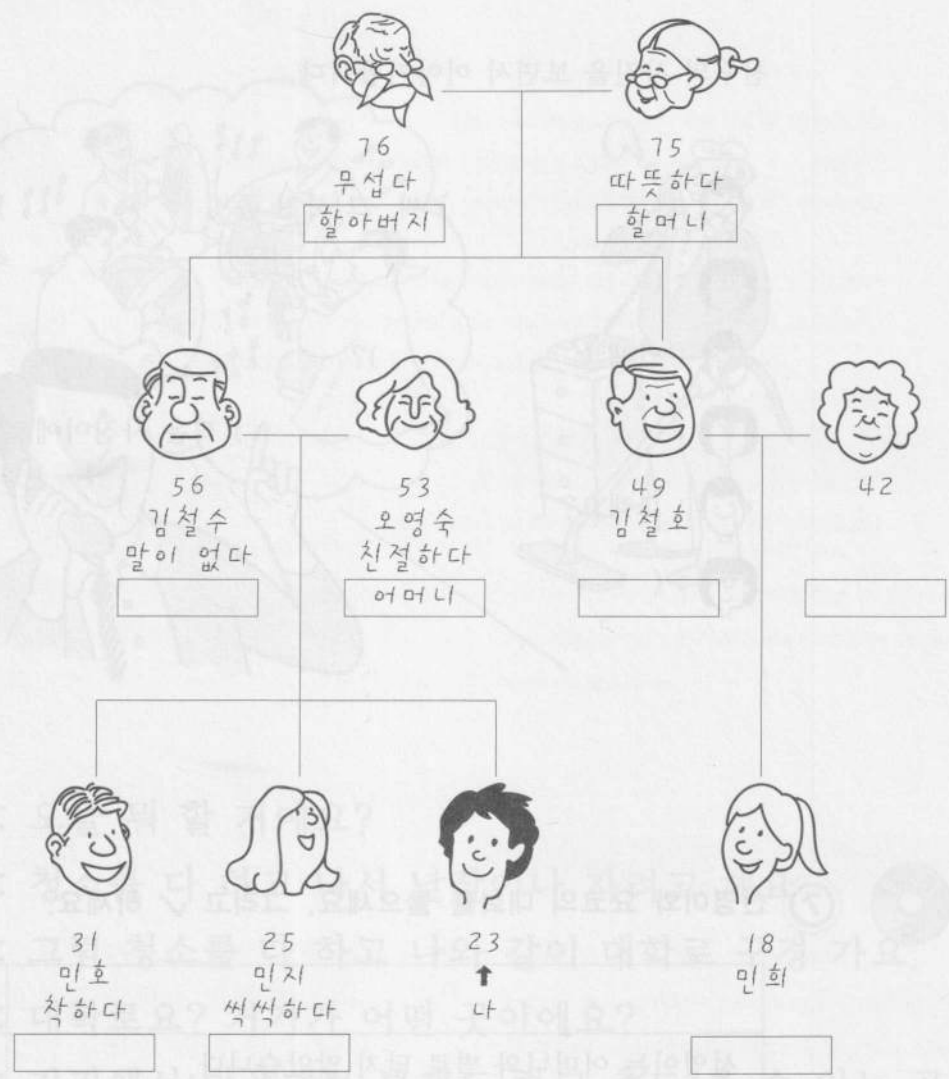 76
무섭다
할아버지
75
따뜻하다
할머니
56
김철수
말이 없다
53
오영숙
친절하다
어머니
49
김철호
42
31
민호
착하다
25
민지
씩씩하다
23
나
18
민희